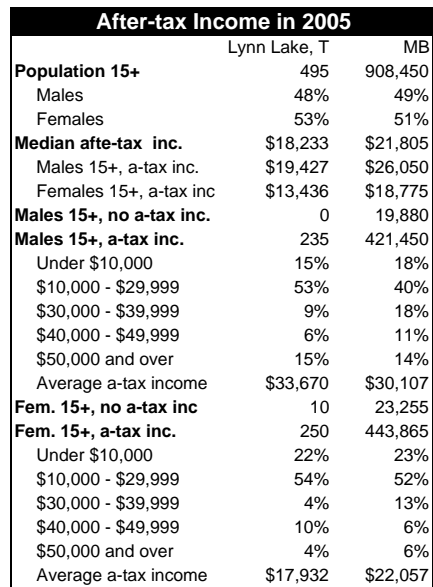 After-tax Income in 2005
Lynn Lake, T MB
Population 15+ 495 908,450
Males 48% 49%
Females 53% 51%
Median afte-tax inc. $18,233 $21,805
Males 15+, a-tax inc. $19,427 $26,050
Females 15+, a-tax inc $13,436 $18,775
Males 15+, no a-tax inc. 0 19,880
Males 15+, a-tax inc. 235 421,450
Under $10,000 15% 18%
$10,000 - $29,999 53% 40%
$30,000 - $39,999 9% 18%
$40,000 - $49,999 6% 11%
$50,000 and over 15% 14%
Average a-tax income $33,670 $30,107
Fem. 15+, no a-tax inc 10 23,255
Fem. 15+, a-tax inc. 250 443,865
Under $10,000 22% 23%
$10,000 - $29,999 54% 52%
$30,000 - $39,999 4% 13%
$40,000 - $49,999 10% 6%
$50,000 and over 4% 6%
Average a-tax income $17,932 $22,057